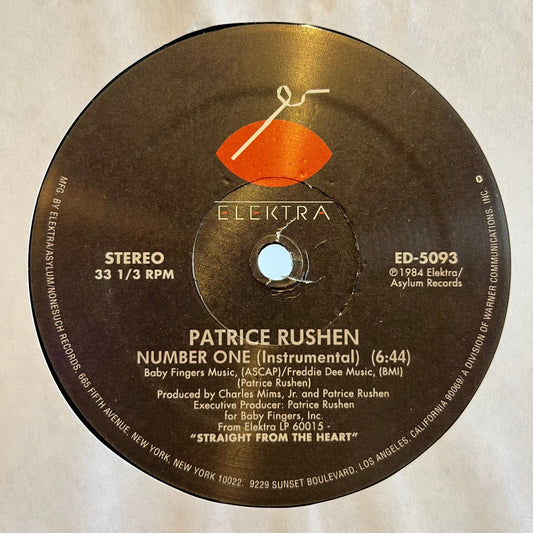 ELEKTRA
STEREO
33 1/3 RPM
ED-5093
℗1984 Elektra/
Asylum Records
PATRICE RUSHEN
NUMBER ONE (Instrumental) (6:44)
Baby Fingers Music, (ASCAP)/Freddie Dee Music, (BMI)
(Patrice Rushen)
Produced by Charles Mims, Jr. and Patrice Rushen
Executive Producer: Patrice Rushen
for Baby Fingers, Inc.
From Elektra LP 60015 -
"STRAIGHT FROM THE HEART"
MFG. BY ELEKTRA/ASYLUM/NONESUCH RECORDS, 665 FIFTH AVENUE, NEW YORK, NEW YORK 10022. 9229 SUNSET BOULEVARD, LOS ANGELES, CALIFORNIA 90069/A DIVISION OF WARNER COMMUNICATIONS, INC.